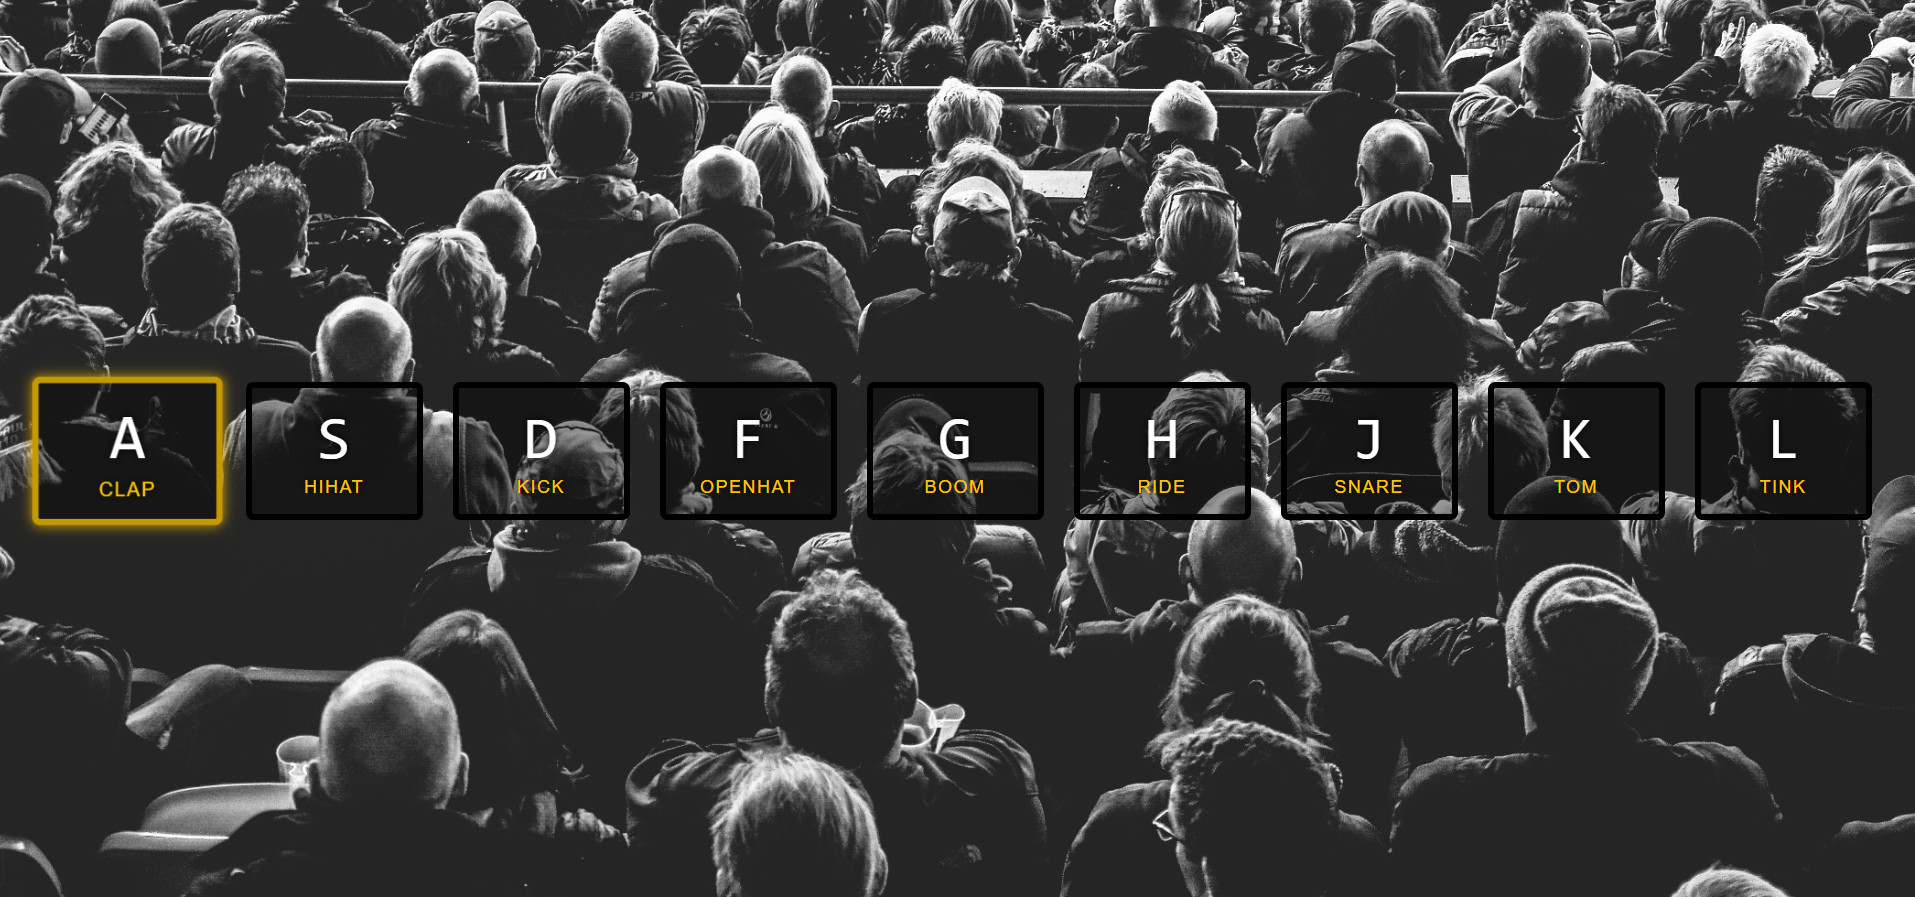 A
CLAP
S
HIHAT
D
KICK
F
OPENHAT
G
BOOM
H
RIDE
J
SNARE
K
TOM
L
TINK